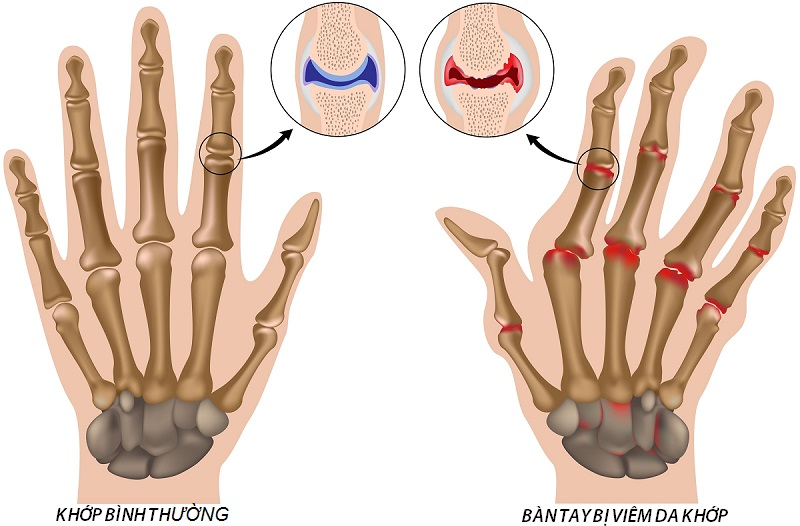 KHỚP BÌNH THƯỜNG
BÀN TAY BỊ VIÊM DA KHỚP